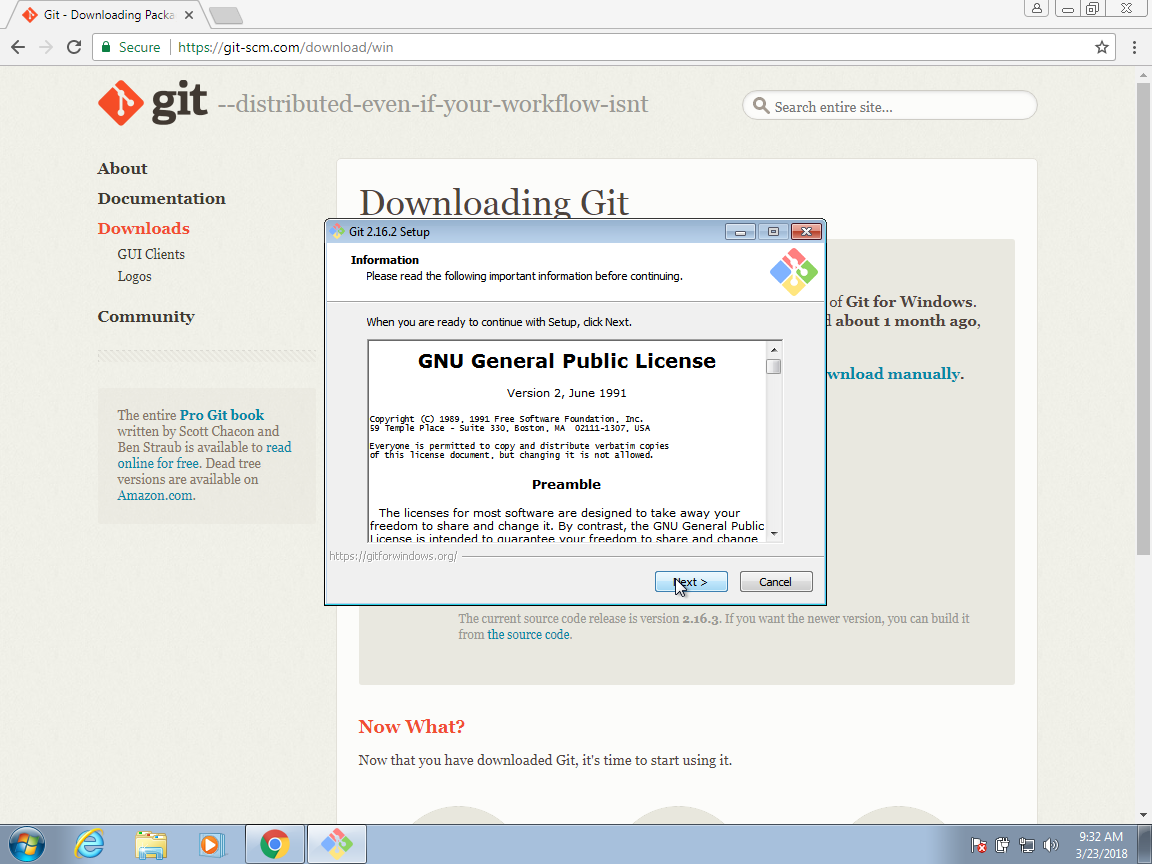 Git - Downloading Packa
Secure
https://git-scm.com/download/win
git --distributed-even-if-your-workflow-isnt
Search entire site...
About
Documentation
Downloads
GUI Clients
Logos
Community
The entire Pro Git book
written by Scott Chacon and
Ben Straub is available to read
online for free. Dead tree
versions are available on
Amazon.com.
Downloading Git
of Git for Windows.
d about 1 month ago,
wnload manually.
Git 2.16.2 Setup
Information
Please read the following important information before continuing.
When you are ready to continue with Setup, click Next.
GNU General Public License
Version 2, June 1991
Copyright (C) 1989, 1991 Free Software Foundation, Inc.
59 Temple Place - Suite 330, Boston, MA 02111-1307, USA
Everyone is permitted to copy and distribute verbatim copies
of this license document, but changing it is not allowed.
Preamble
The licenses for most software are designed to take away your
freedom to share and change it. By contrast, the GNU General Public
License is intended to guarantee your freedom to share and change
https://gitforwindows.org/
Next >
Cancel
The current source code release is version 2.16.3. If you want the newer version, you can build it
from the source code.
Now What?
Now that you have downloaded Git, it's time to start using it.
9:32 AM
3/23/2018